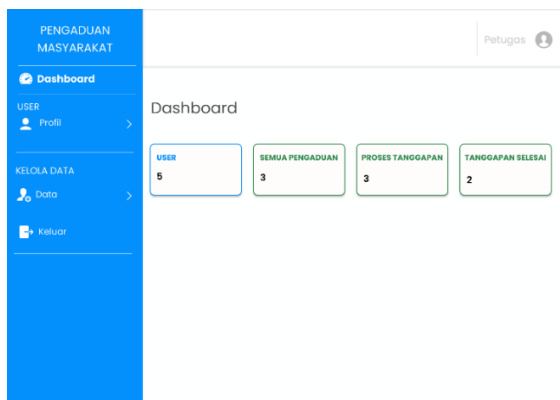 PENGADUAN
MASYARAKAT
Petugas
Dashboard
USER
Profil
KELOLA DATA
Data
Keluar
Dashboard
USER
5
SEMUA PENGADUAN
3
PROSES TANGGAPAN
3
TANGGAPAN SELESAI
2